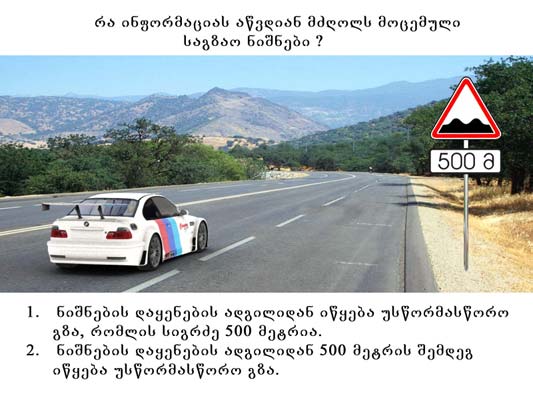 რა ინფორმაციას აწვდიან მძღოლს მოცემული
საგზაო ნიშნები ?
500 მ
1. ნიშნების დაყენების ადგილიდან იწყება უსწორმასწორო
გზა, რომლის სიგრძე 500 მეტრია.
2. ნიშნების დაყენების ადგილიდან 500 მეტრის შემდეგ
იწყება უსწორმასწორო გზა.